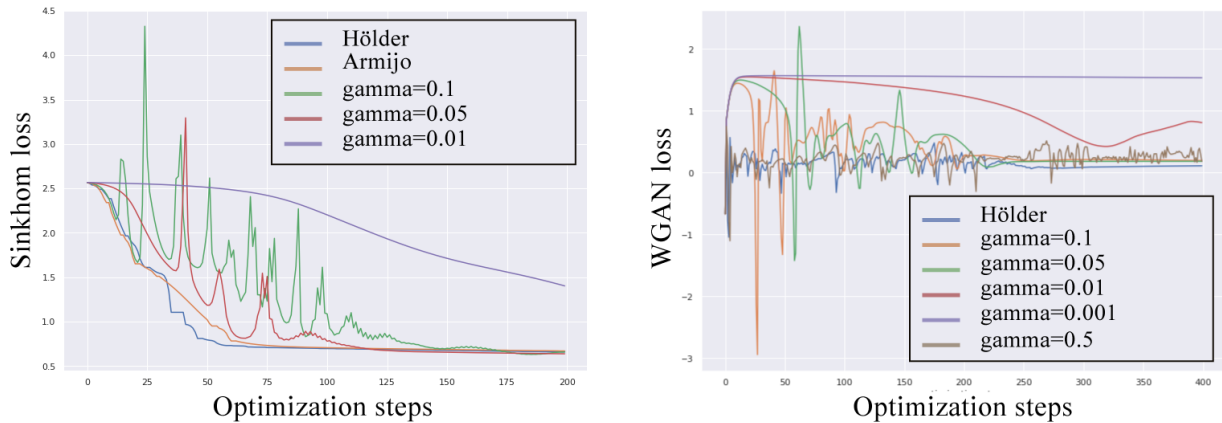 Sinkhom loss
4.5
4.0
3.5
3.0
2.5
2.0
1.5
1.0
0.5
Hölder
Armijo
gamma=0.1
gamma=0.05
gamma=0.01
0 25 50 75 100 125 150 175 200
Optimization steps
WGAN loss
2
1
0
−1
−2
−3
Hölder
gamma=0.1
gamma=0.05
gamma=0.01
gamma=0.001
gamma=0.5
0 50 100 150 200 250 300 350 400
Optimization steps